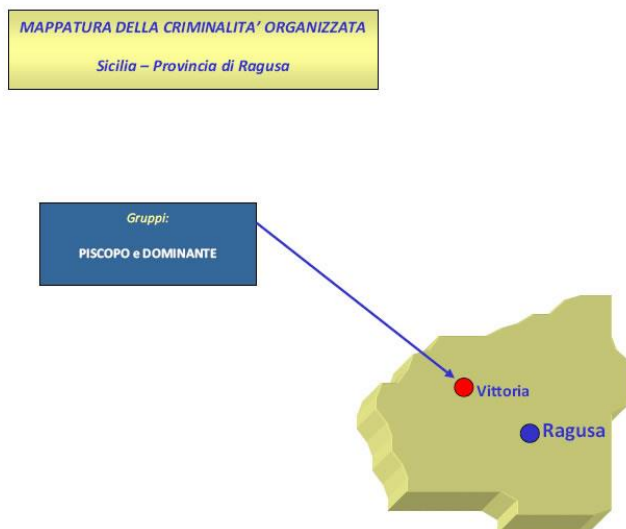 MAPPATURA DELLA CRIMINALITA’ ORGANIZZATA
Sicilia – Provincia di Ragusa
Gruppi:
PISCOPO e DOMINANTE
Vittoria
Ragusa